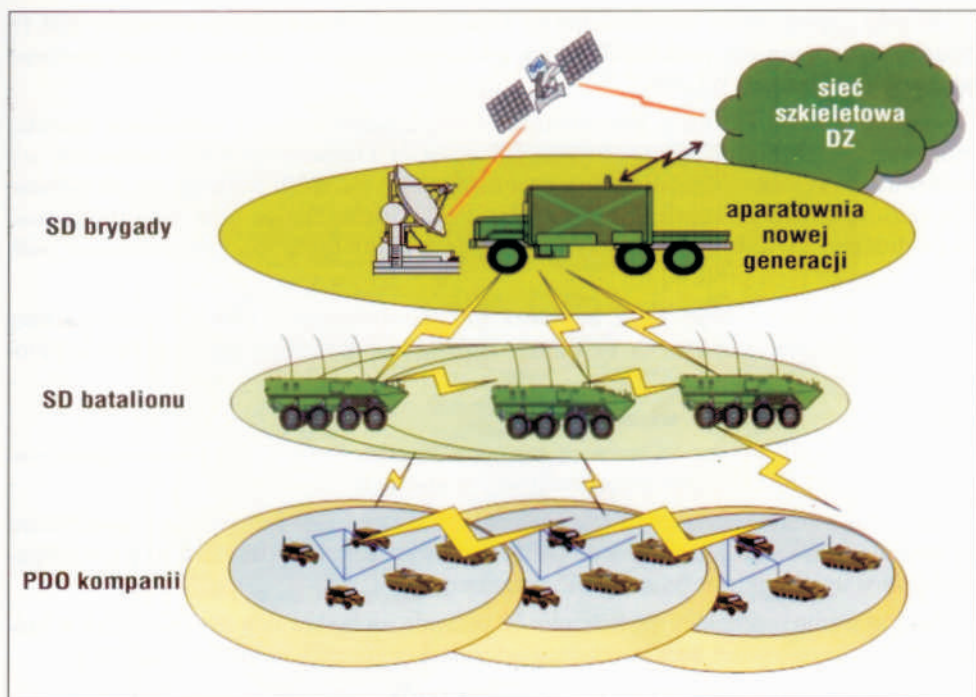 sieć
szkieletowa
DZ
SD brygady
aparatownia
nowej
generacji
SD batalionu
PDO kompanii